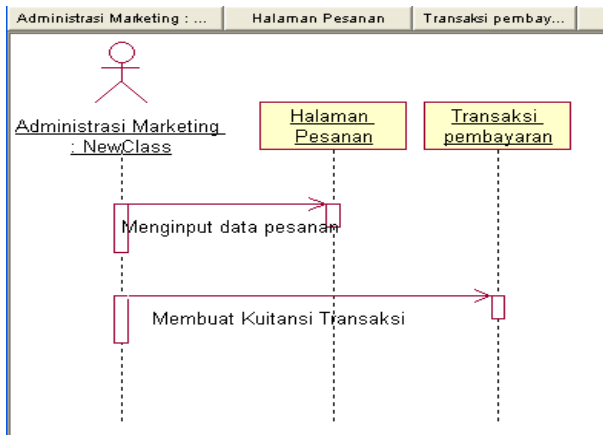 Administrasi Marketing : ...
Halaman Pesanan
Transaksi pembay...
Administrasi Marketing
: NewClass
Halaman
Pesanan
Transaksi
pembayaran
Menginput data pesanan
Membuat Kuitansi Transaksi